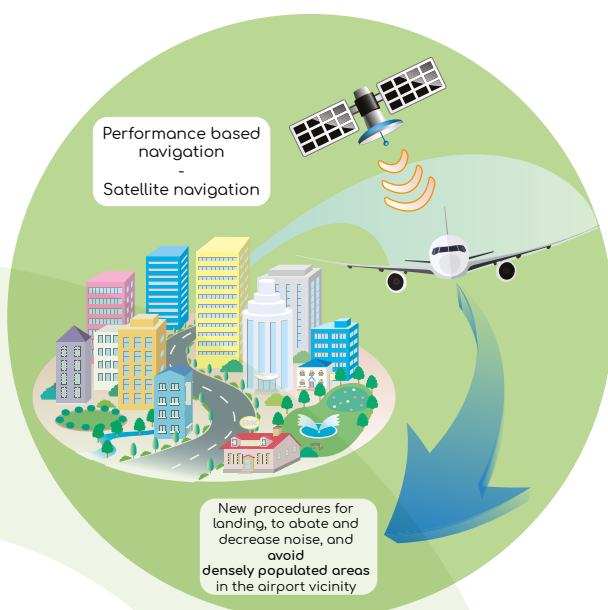 Performance based
navigation
-
Satellite navigation
New procedures for
landing, to abate and
decrease noise, and
avoid
densely populated areas
in the airport vicinity